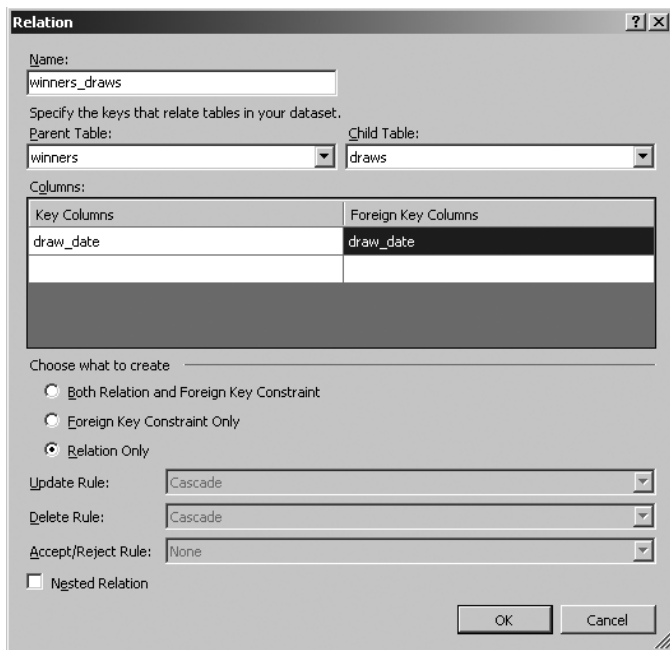 Relation
Name:
winners_draws
Specify the keys that relate tables in your dataset.
Parent Table: Child Table:
winners draws
Columns:
Key Columns Foreign Key Columns
draw_date draw_date
Choose what to create
Both Relation and Foreign Key Constraint
Foreign Key Constraint Only
Relation Only
Update Rule: Cascade
Delete Rule: Cascade
Accept/Reject Rule: None
Nested Relation
OK Cancel